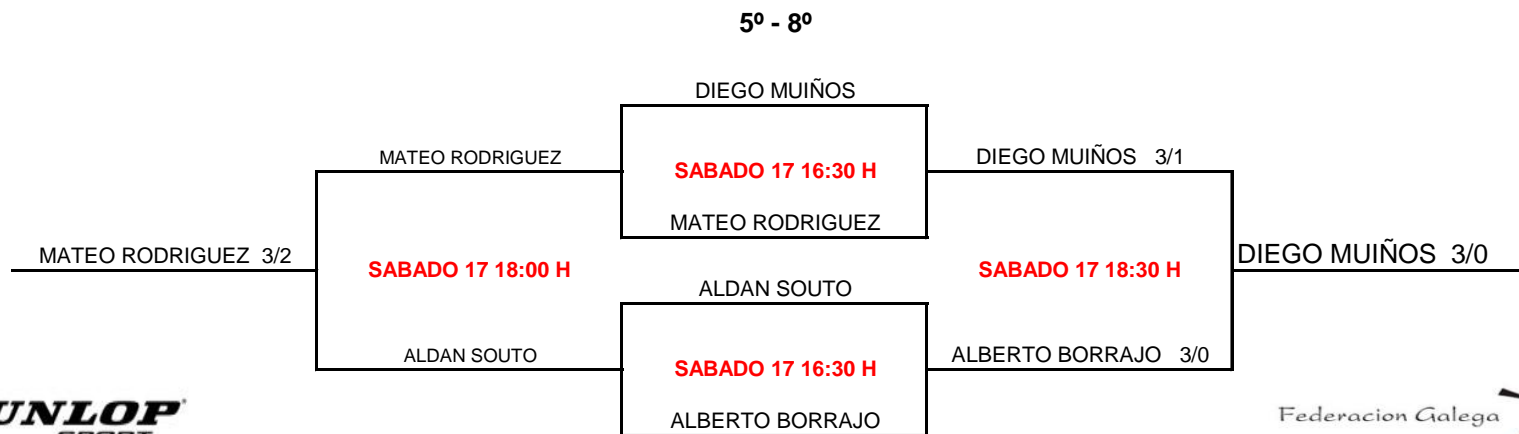 5º - 8º
DIEGO MUIÑOS
MATEO RODRIGUEZ
SABADO 17 16:30 H
DIEGO MUIÑOS 3/1
MATEO RODRIGUEZ
MATEO RODRIGUEZ 3/2
SABADO 17 18:00 H
SABADO 17 18:30 H
DIEGO MUIÑOS 3/0
ALDAN SOUTO
ALDAN SOUTO
SABADO 17 16:30 H
ALBERTO BORRAJO 3/0
ALBERTO BORRAJO
Federacion Galega